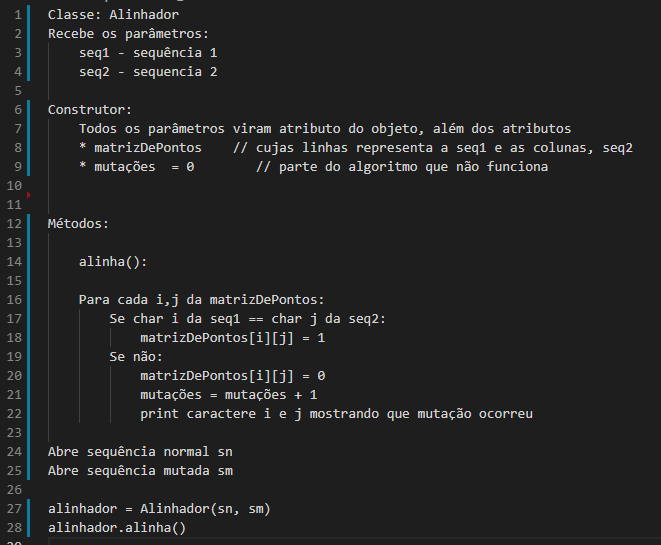 1 Classe: Alinhador
2 Recebe os parâmetros:
3 seq1 - sequência 1
4 seq2 - sequencia 2
5
6 Construtor:
7 Todos os parâmetros viram atributo do objeto, além dos atributos
8 * matrizDePontos // cujas linhas representa a seq1 e as colunas, seq2
9 * mutações = 0 // parte do algoritmo que não funciona
10
11
12 Métodos:
13
14 alinha():
15
16 Para cada i,j da matrizDePontos:
17 Se char i da seq1 == char j da seq2:
18 matrizDePontos[i][j] = 1
19 Se não:
20 matrizDePontos[i][j] = 0
21 mutações = mutações + 1
22 print caractere i e j mostrando que mutação ocorreu
23
24 Abre sequência normal sn
25 Abre sequência mutada sm
26
27 alinhador = Alinhador(sn, sm)
28 alinhador.alinha()